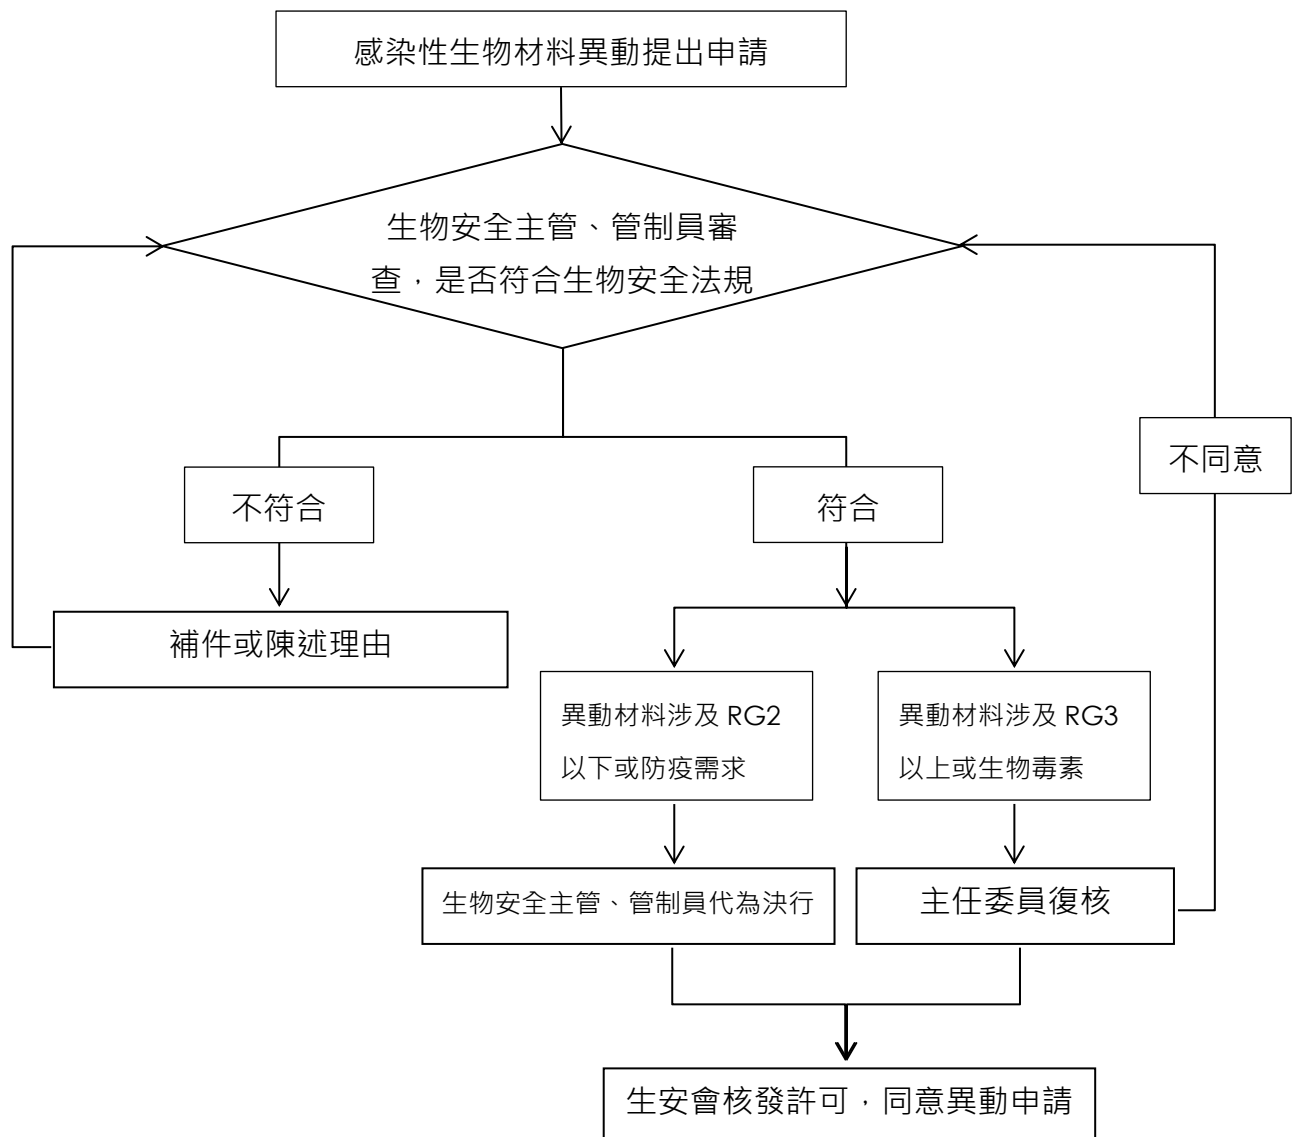 感染性生物材料異動提出申請
生物安全主管、管制員審
查，是否符合生物安全法規
不同意
不符合
符合
補件或陳述理由
異動材料涉及 RG2
以下或防疫需求
異動材料涉及 RG3
以上或生物毒素
生物安全主管、管制員代為決行
主任委員復核
生安會核發許可，同意異動申請